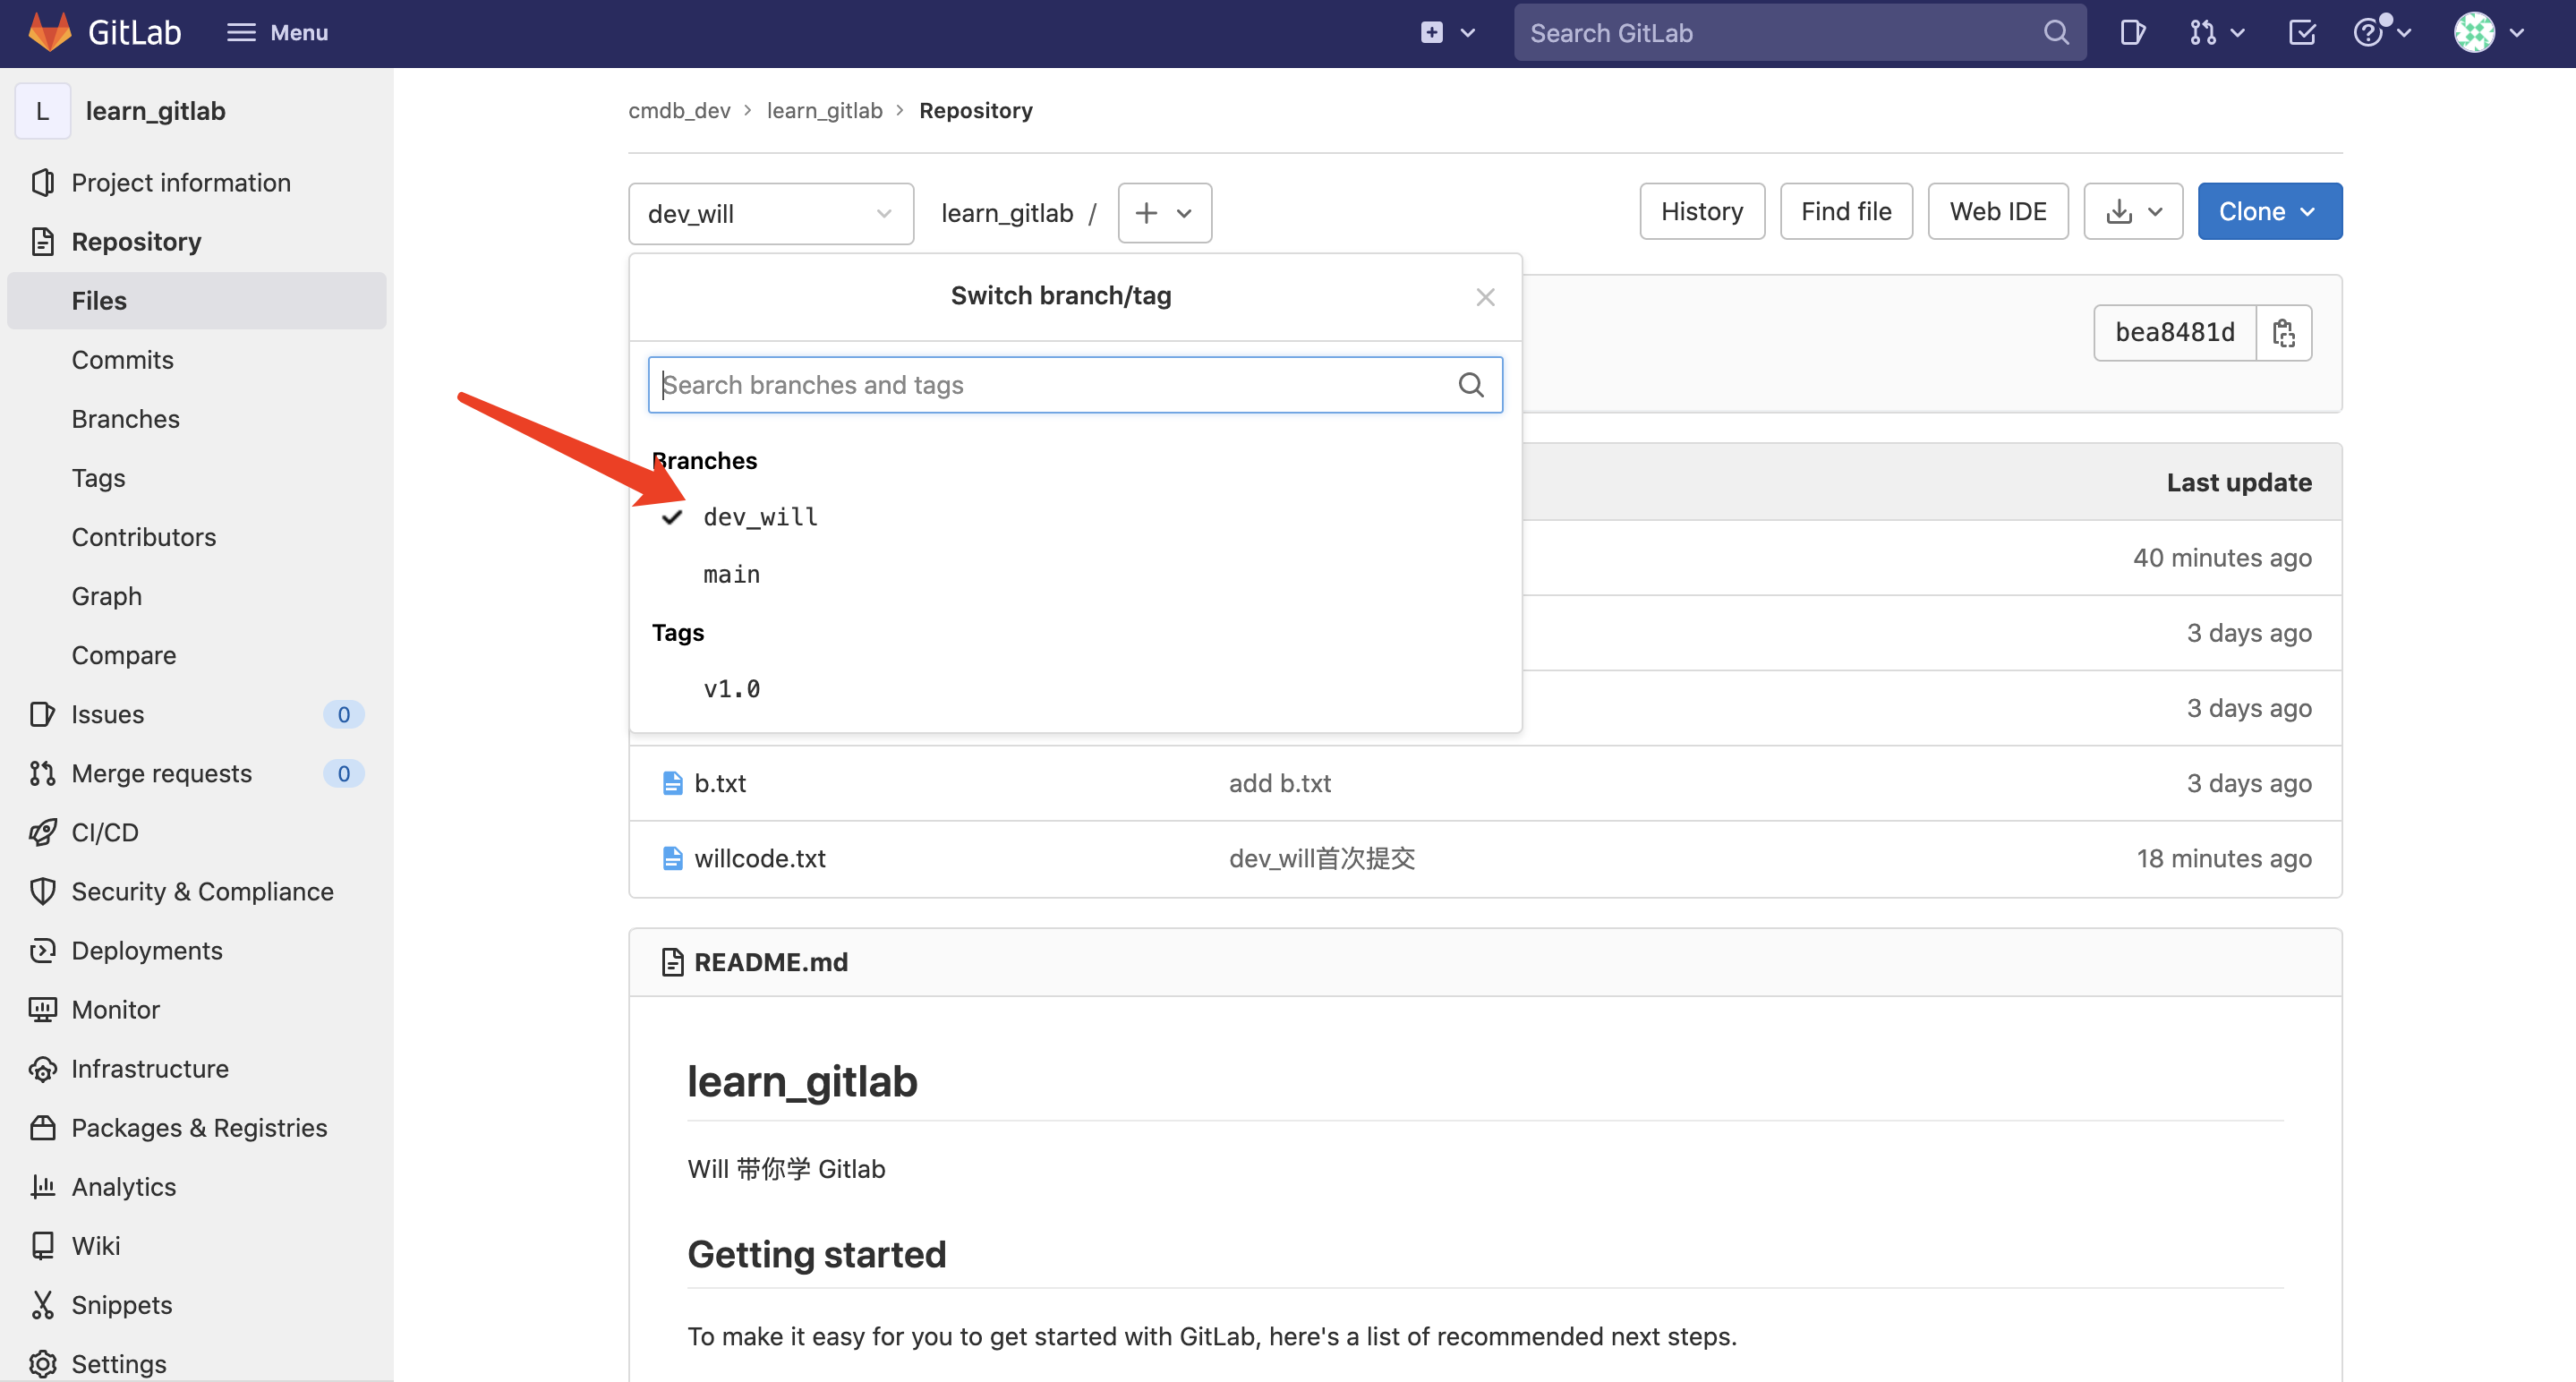 GitLab
Menu
Search GitLab
L
learn_gitlab
Project information
Repository
Files
Commits
Branches
Tags
Contributors
Graph
Compare
Issues 0
Merge requests 0
CI/CD
Security & Compliance
Deployments
Monitor
Infrastructure
Packages & Registries
Analytics
Wiki
Snippets
Settings
cmdb_dev > learn_gitlab > Repository
dev_will
learn_gitlab /
History
Find file
Web IDE
Clone
Switch branch/tag
Search branches and tags
Branches
dev_will
main
Tags
v1.0
bea8481d
Last update
40 minutes ago
3 days ago
3 days ago
b.txt add b.txt 3 days ago
willcode.txt dev_will首次提交 18 minutes ago
README.md
learn_gitlab
Will 带你学 Gitlab
Getting started
To make it easy for you to get started with GitLab, here's a list of recommended next steps.